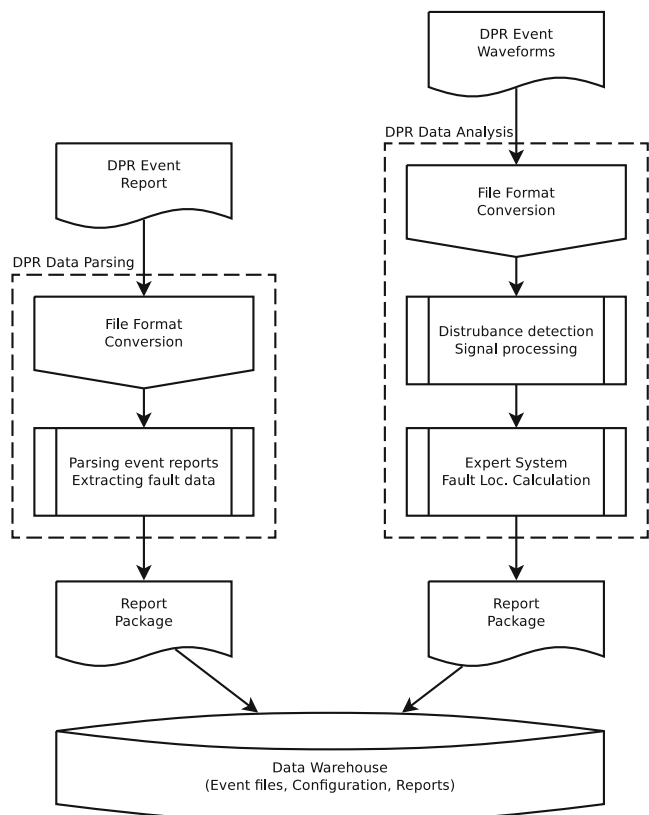 DPR Event
Waveforms
DPR Data Analysis
File Format
Conversion
Distrubance detection
Signal processing
Expert System
Fault Loc. Calculation
Report
Package
DPR Event
Report
DPR Data Parsing
File Format
Conversion
Parsing event reports
Extracting fault data
Report
Package
Data Warehouse
(Event files, Configuration, Reports)